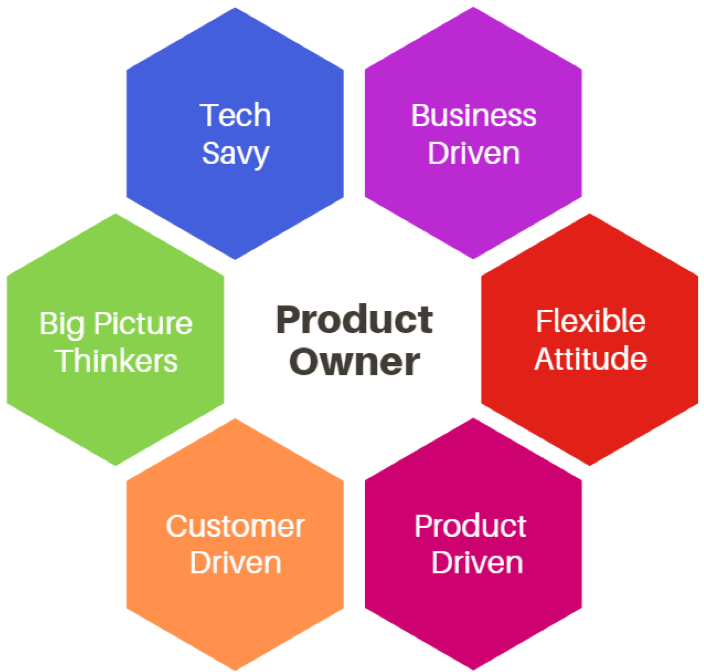 Tech
Savy
Business
Driven
Big Picture
Thinkers
Product
Owner
Flexible
Attitude
Customer
Driven
Product
Driven